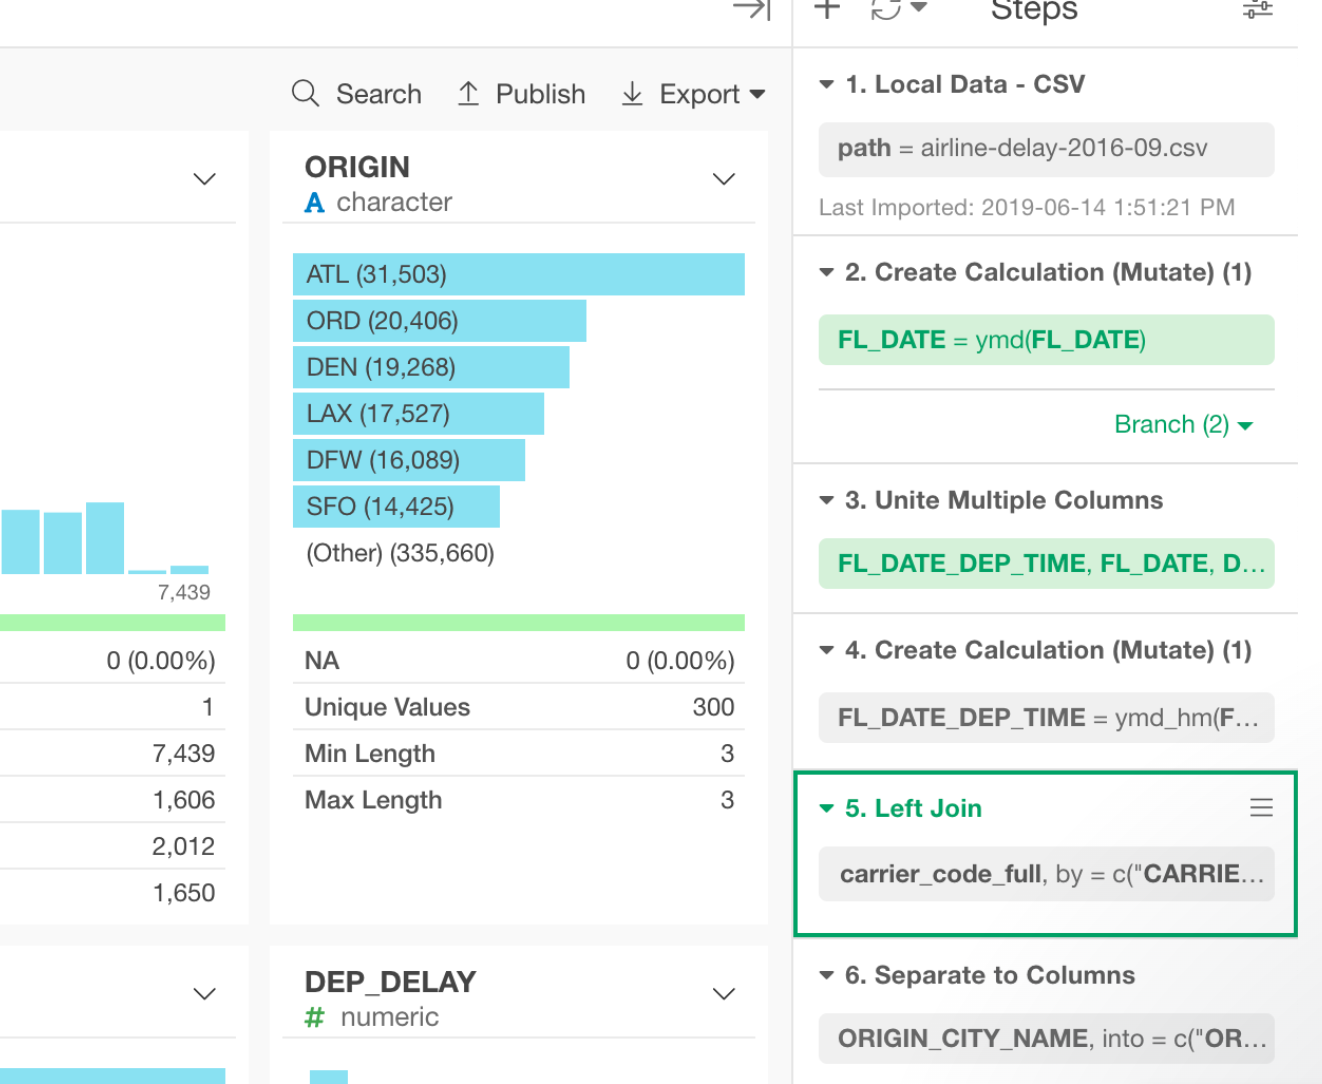 Steps
Search
Publish
Export
7,439
0 (0.00%)
1
7,439
1,606
2,012
1,650
ORIGIN
A character
ATL (31,503)
ORD (20,406)
DEN (19,268)
LAX (17,527)
DFW (16,089)
SFO (14,425)
(Other) (335,660)
NA 0 (0.00%)
Unique Values 300
Min Length 3
Max Length 3
DEP_DELAY
# numeric
1. Local Data - CSV
path = airline-delay-2016-09.csv
Last Imported: 2019-06-14 1:51:21 PM
2. Create Calculation (Mutate) (1)
FL_DATE = ymd(FL_DATE)
Branch (2)
3. Unite Multiple Columns
FL_DATE_DEP_TIME, FL_DATE, D...
4. Create Calculation (Mutate) (1)
FL_DATE_DEP_TIME = ymd_hm(F...
5. Left Join
carrier_code_full, by = c("CARRIE...
6. Separate to Columns
ORIGIN_CITY_NAME, into = c("OR...